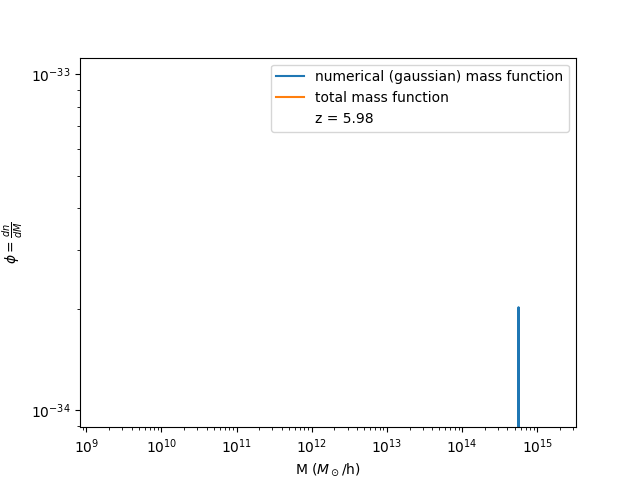 10⁻³³
numerical (gaussian) mass function
total mass function
z = 5.98
ϕ = dn/dM
10⁻³⁴
10⁹ 10¹⁰ 10¹¹ 10¹² 10¹³ 10¹⁴ 10¹⁵
M (M⊙/h)